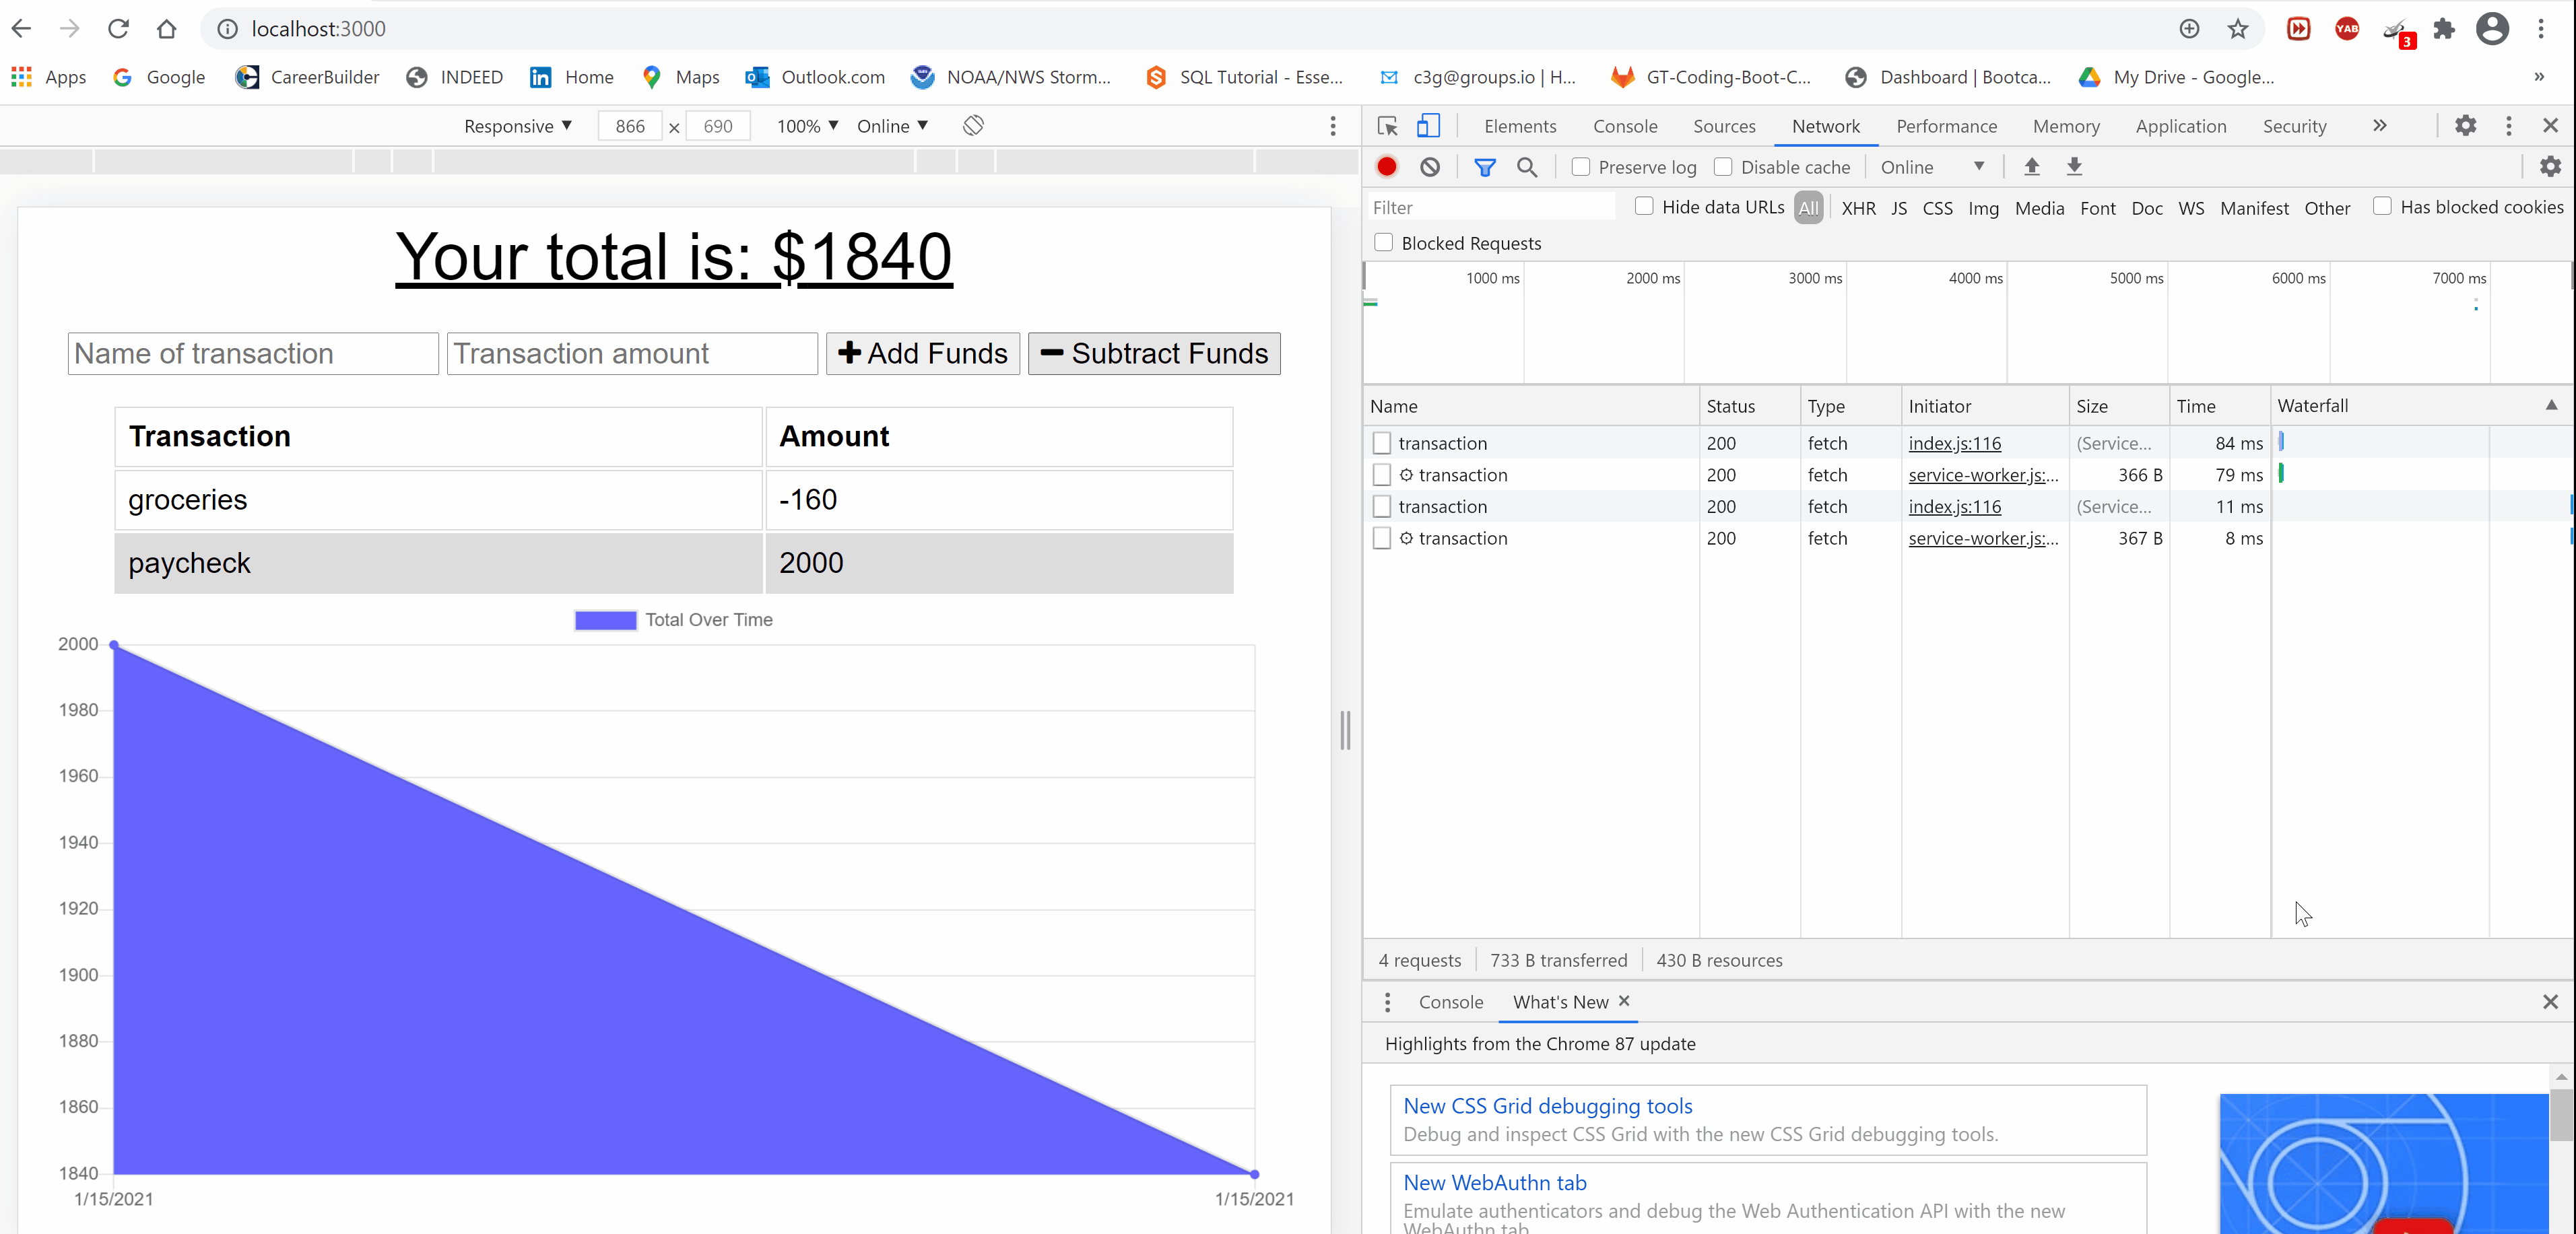 localhost:3000
YAB
3
Apps Google CareerBuilder INDEED Home Maps Outlook.com NOAA/NWS Storm... SQL Tutorial - Esse... c3g@groups.io | H... GT-Coding-Boot-C... Dashboard | Bootca... My Drive - Google... »
Responsive ▼ 866 × 690 100% ▼ Online ▼
Elements Console Sources Network Performance Memory Application Security »
Preserve log Disable cache Online ▼
Filter Hide data URLs All XHR JS CSS Img Media Font Doc WS Manifest Other Has blocked cookies
Blocked Requests
1000 ms 2000 ms 3000 ms 4000 ms 5000 ms 6000 ms 7000 ms
Name Status Type Initiator Size Time Waterfall
transaction 200 fetch index.js:116 (Service... 84 ms
transaction 200 fetch service-worker.js:... 366 B 79 ms
transaction 200 fetch index.js:116 (Service... 11 ms
transaction 200 fetch service-worker.js:... 367 B 8 ms
4 requests 733 B transferred 430 B resources
Console What's New ×
Highlights from the Chrome 87 update
New CSS Grid debugging tools
Debug and inspect CSS Grid with the new CSS Grid debugging tools.
New WebAuthn tab
Emulate authenticators and debug the Web Authentication API with the new
WebAuthn tab
Your total is: $1840
Name of transaction Transaction amount Add Funds Subtract Funds
Transaction Amount
groceries -160
paycheck 2000
Total Over Time
2000
1980
1960
1940
1920
1900
1880
1860
1840
1/15/2021 1/15/2021